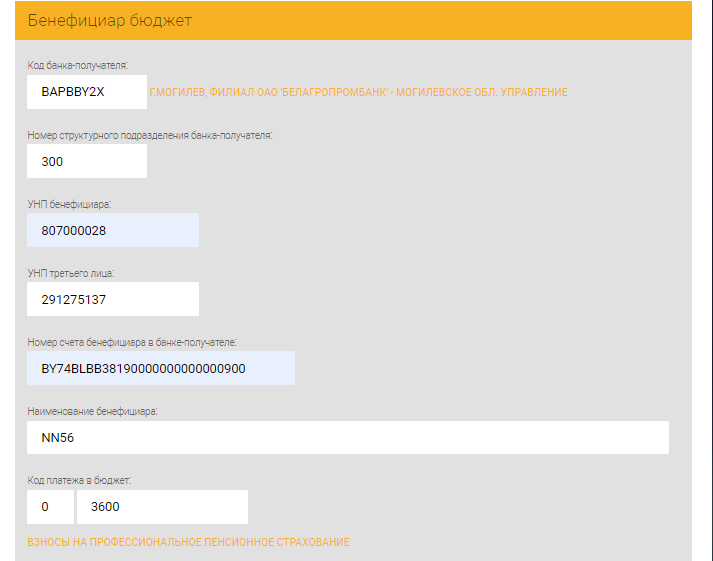 Бенефициар бюджет
Код банка-получателя:
BAPBBY2X Г.МОГИЛЕВ, ФИЛИАЛ ОАО 'БЕЛАГРОПРОМБАНК' - МОГИЛЕВСКОЕ ОБЛ. УПРАВЛЕНИЕ
Номер структурного подразделения банка-получателя:
300
УНП бенефициара:
807000028
УНП третьего лица:
291275137
Номер счета бенефициара в банке-получателе:
BY74BLBB38190000000000000900
Наименование бенефициара:
NN56
Код платежа в бюджет:
0 3600
ВЗНОСЫ НА ПРОФЕССИОНАЛЬНОЕ ПЕНСИОННОЕ СТРАХОВАНИЕ